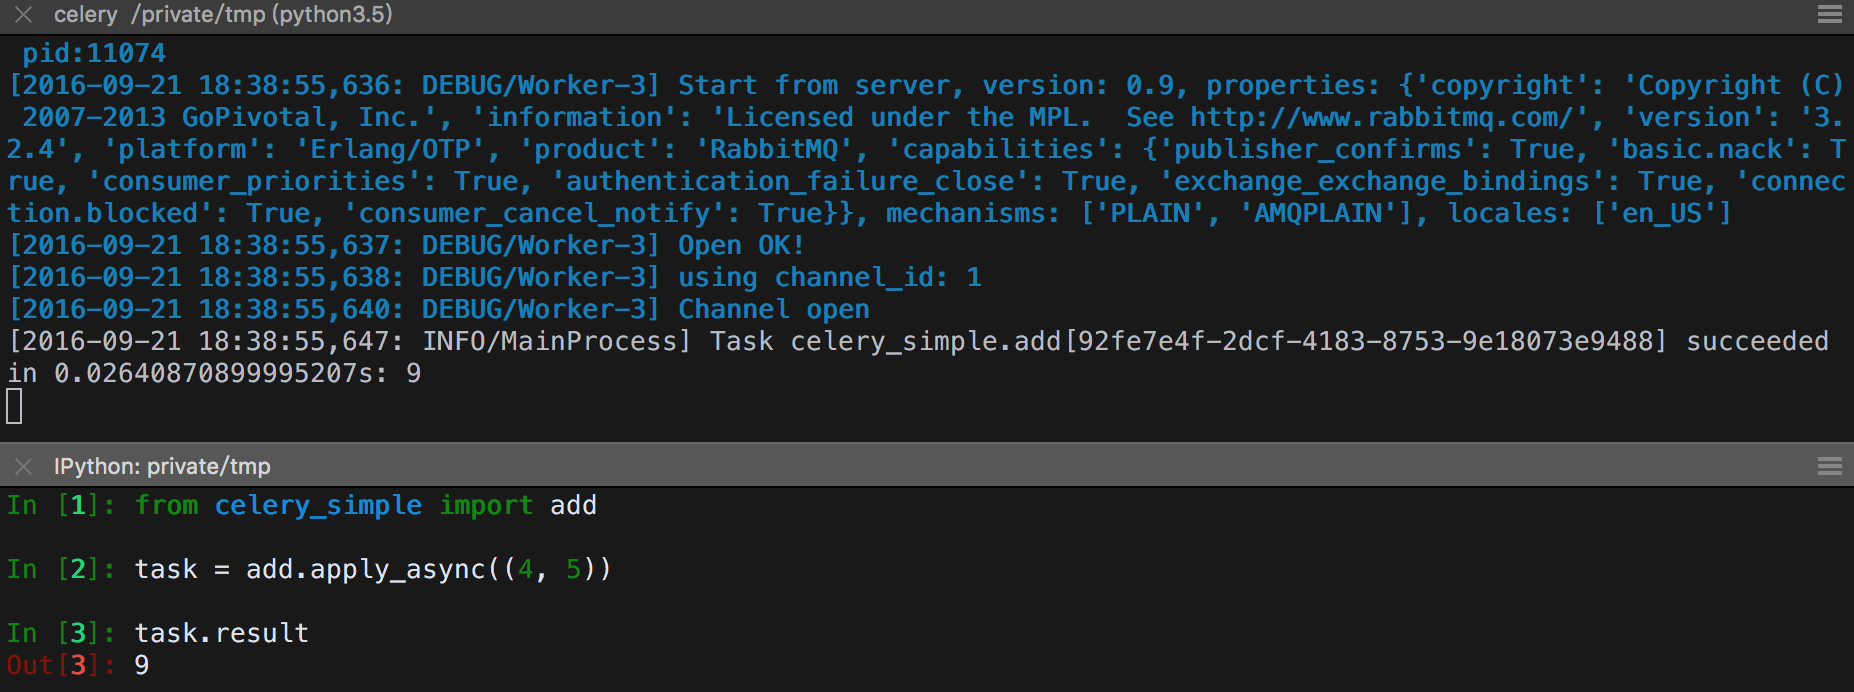 celery /private/tmp (python3.5)
pid:11074
[2016-09-21 18:38:55,636: DEBUG/Worker-3] Start from server, version: 0.9, properties: {'copyright': 'Copyright (C)
2007-2013 GoPivotal, Inc.', 'information': 'Licensed under the MPL.  See http://www.rabbitmq.com/', 'version': '3.
2.4', 'platform': 'Erlang/OTP', 'product': 'RabbitMQ', 'capabilities': {'publisher_confirms': True, 'basic.nack': T
rue, 'consumer_priorities': True, 'authentication_failure_close': True, 'exchange_exchange_bindings': True, 'connec
tion.blocked': True, 'consumer_cancel_notify': True}}, mechanisms: ['PLAIN', 'AMQPLAIN'], locales: ['en_US']
[2016-09-21 18:38:55,637: DEBUG/Worker-3] Open OK!
[2016-09-21 18:38:55,638: DEBUG/Worker-3] using channel_id: 1
[2016-09-21 18:38:55,640: DEBUG/Worker-3] Channel open
[2016-09-21 18:38:55,647: INFO/MainProcess] Task celery_simple.add[92fe7e4f-2dcf-4183-8753-9e18073e9488] succeeded
in 0.02640870899995207s: 9
IPython: private/tmp
In [1]: from celery_simple import add
In [2]: task = add.apply_async((4, 5))
In [3]: task.result
Out[3]: 9